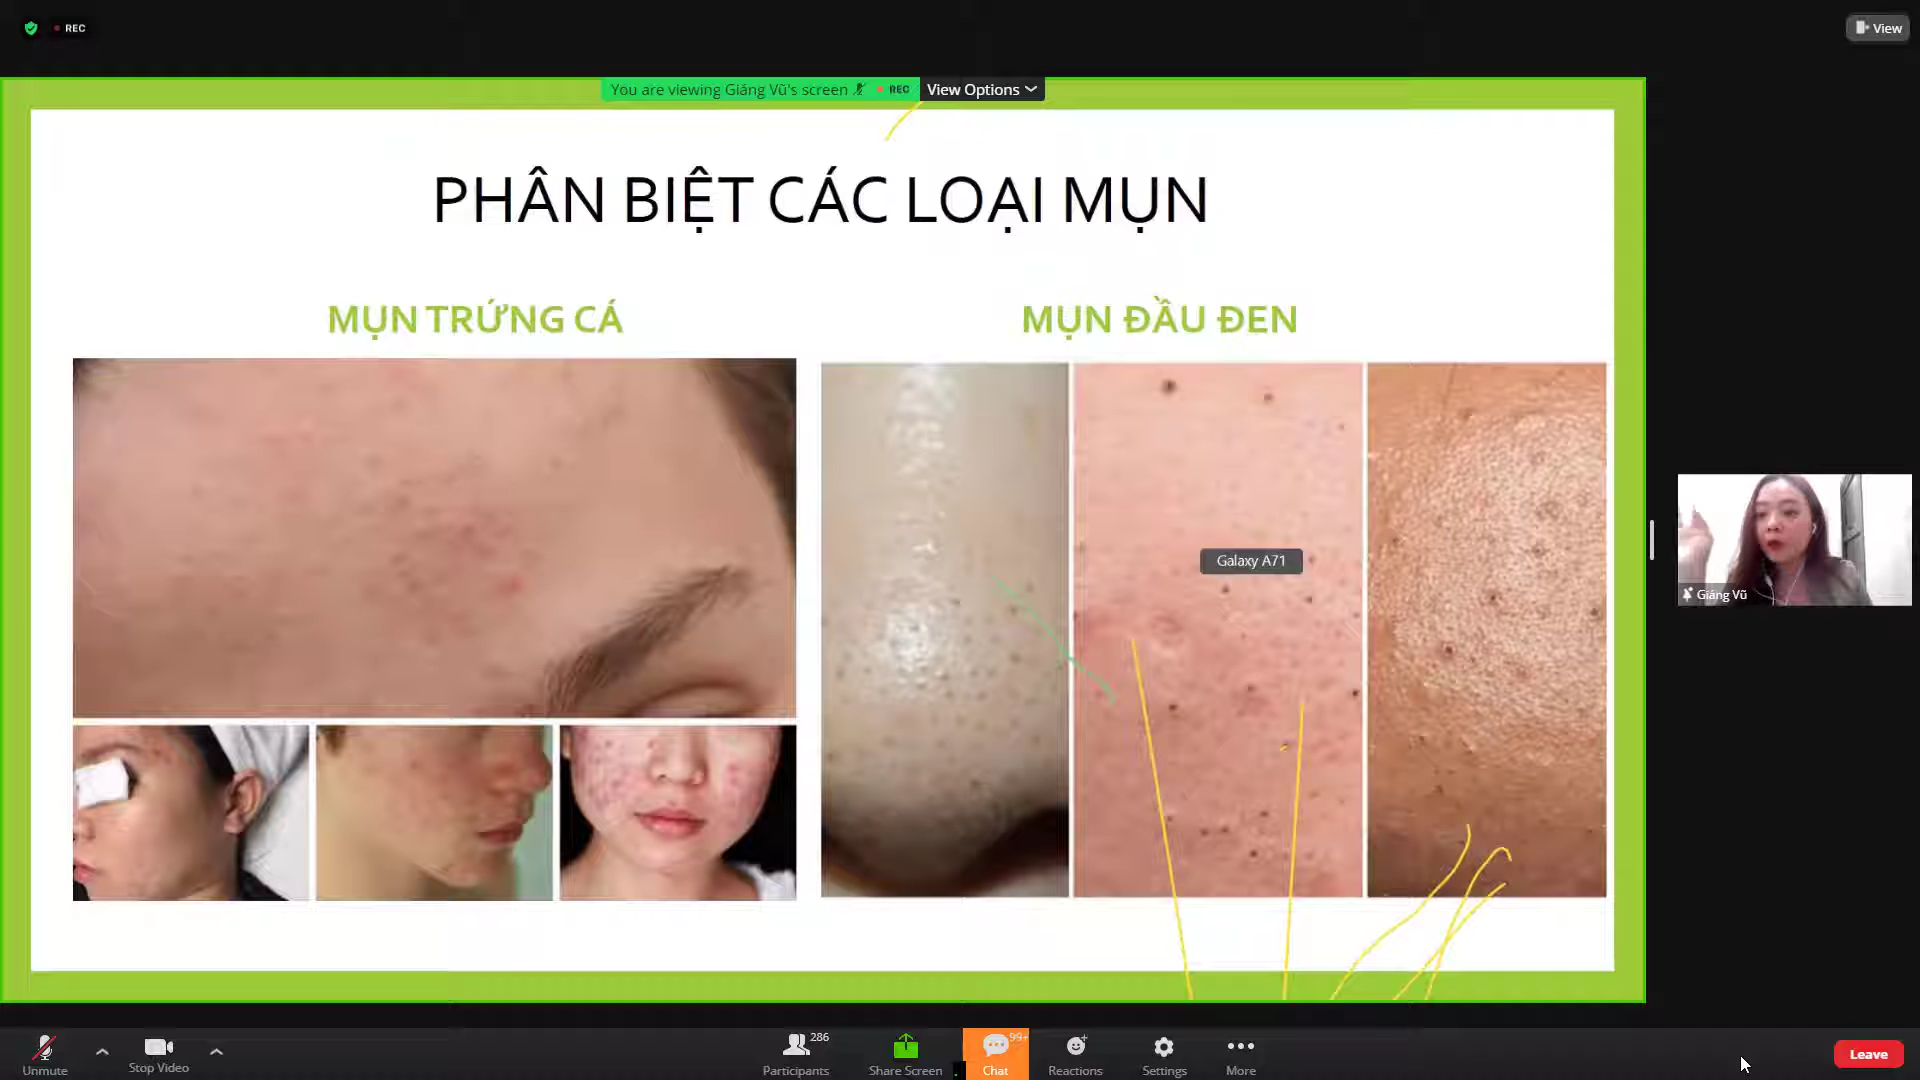 REC
View
You are viewing Giáng Vũ's screen
REC
View Options
PHÂN BIỆT CÁC LOẠI MỤN
MỤN TRỨNG CÁ
MỤN ĐẦU ĐEN
Galaxy A71
Giáng Vũ
Unmute
Stop Video
286
Participants
Share Screen
99+
Chat
Reactions
Settings
More
Leave